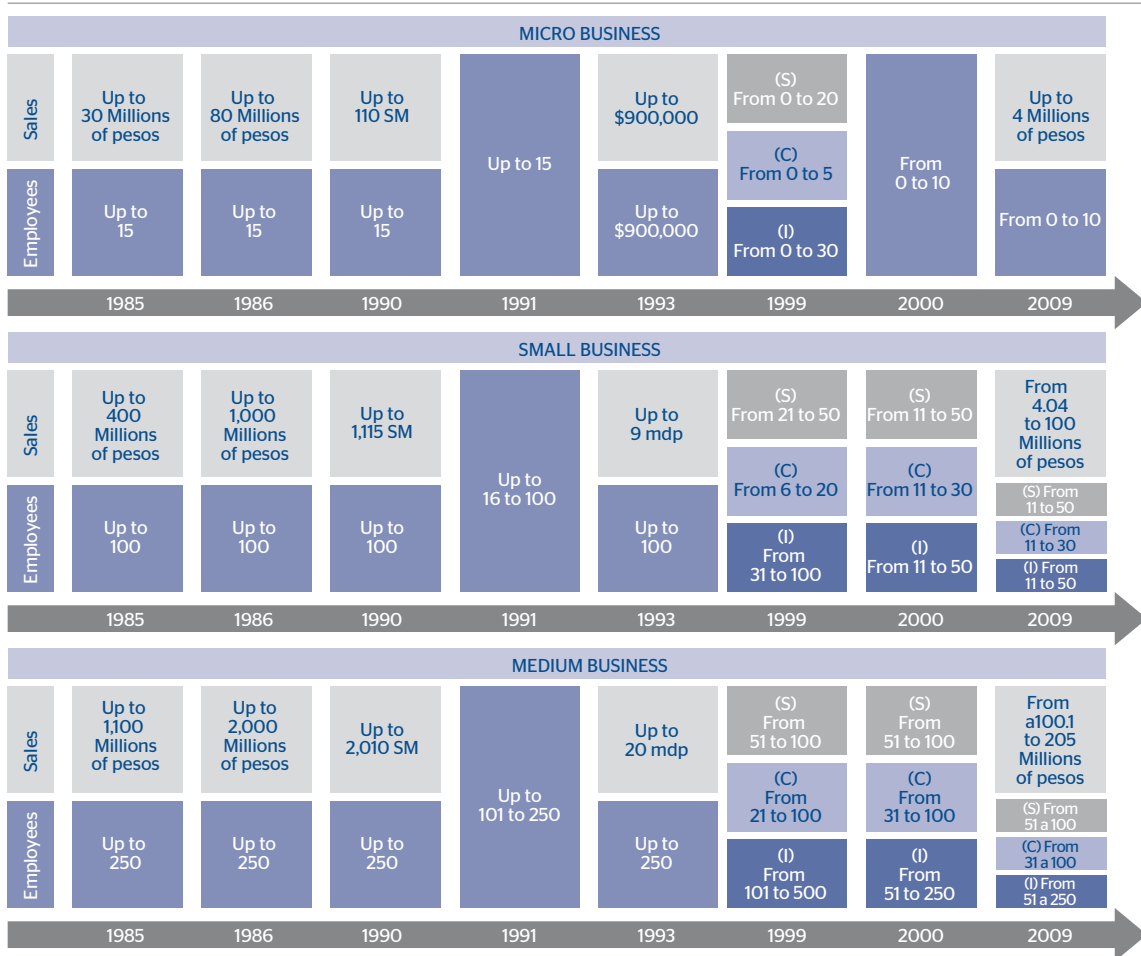 MICRO BUSINESS
Sales
Up to
30 Millions
of pesos
Up to
80 Millions
of pesos
Up to
110 SM
Up to 15
Up to
$900,000
(S)
From 0 to 20
(C)
From 0 to 5
(I)
From 0 to 30
From
0 to 10
Up to
4 Millions
of pesos
Employees
Up to
15
Up to
15
Up to
15
Up to
$900,000
From 0 to 10
1985
1986
1990
1991
1993
1999
2000
2009
SMALL BUSINESS
Sales
Up to
400
Millions
of pesos
Up to
1,000
Millions
of pesos
Up to
1,115 SM
Up to
16 to 100
Up to
9 mdp
(S)
From 21 to 50
(C)
From 6 to 20
(I)
From
31 to 100
(S)
From 11 to 50
(C)
From 11 to 30
(I)
From 11 to 50
From
4.04
to 100
Millions
of pesos
Employees
Up to
100
Up to
100
Up to
100
Up to
100
(S) From
11 to 50
(C) From
11 to 30
(I) From
11 to 50
1985
1986
1990
1991
1993
1999
2000
2009
MEDIUM BUSINESS
Sales
Up to
1,100
Millions
of pesos
Up to
2,000
Millions
of pesos
Up to
2,010 SM
Up to
101 to 250
Up to
20 mdp
(S)
From
51 to 100
(C)
From
21 to 100
(I)
From
101 to 500
(S)
From
51 to 100
(C)
From
31 to 100
(I)
From
51 to 250
From
a100.1
to 205
Millions
of pesos
Employees
Up to
250
Up to
250
Up to
250
Up to
250
(S) From
51 a 100
(C) From
31 a 100
(I) From
51 a 250
1985
1986
1990
1991
1993
1999
2000
2009